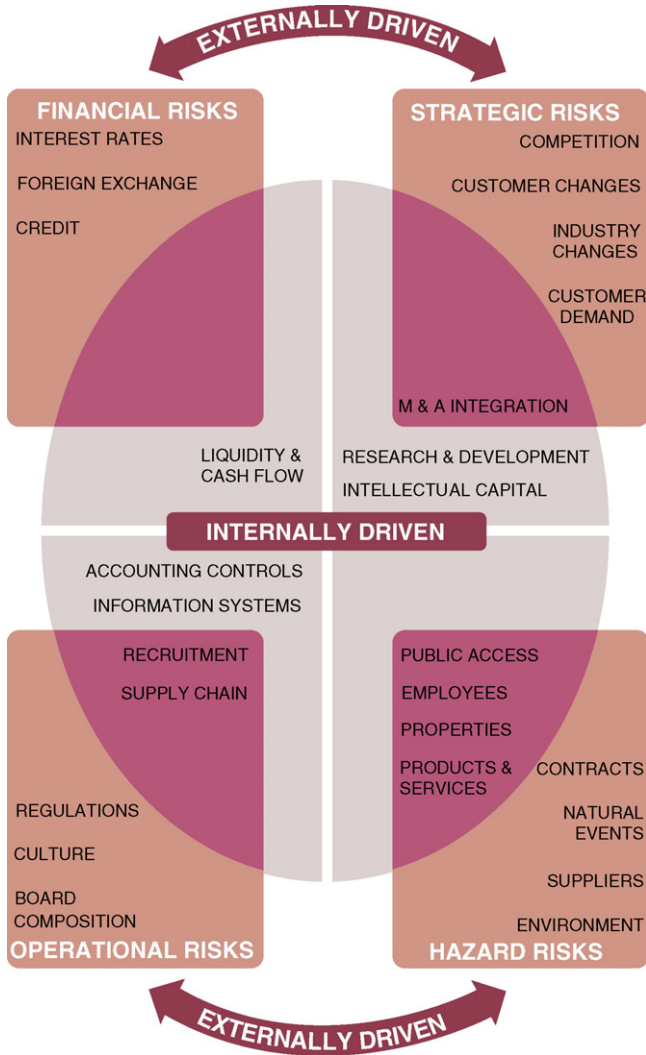 EXTERNALLY DRIVEN
FINANCIAL RISKS
INTEREST RATES
FOREIGN EXCHANGE
CREDIT
STRATEGIC RISKS
COMPETITION
CUSTOMER CHANGES
INDUSTRY
CHANGES
CUSTOMER
DEMAND
M & A INTEGRATION
LIQUIDITY &
CASH FLOW
RESEARCH & DEVELOPMENT
INTELLECTUAL CAPITAL
INTERNALLY DRIVEN
ACCOUNTING CONTROLS
INFORMATION SYSTEMS
RECRUITMENT
SUPPLY CHAIN
REGULATIONS
CULTURE
BOARD
COMPOSITION
OPERATIONAL RISKS
PUBLIC ACCESS
EMPLOYEES
PROPERTIES
PRODUCTS &
SERVICES
CONTRACTS
NATURAL
EVENTS
SUPPLIERS
ENVIRONMENT
HAZARD RISKS
EXTERNALLY DRIVEN